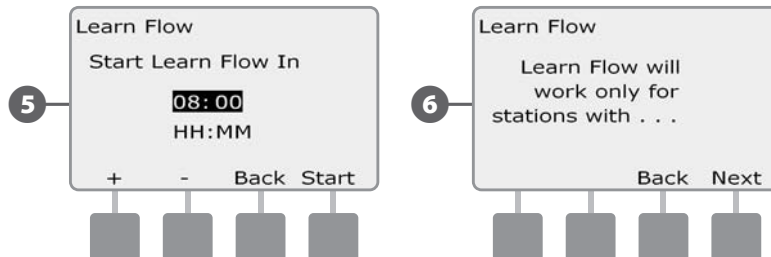 5
Learn Flow
Start Learn Flow In
08:00
HH:MM
+ - Back Start
6
Learn Flow
Learn Flow will
work only for
stations with . . .
Back Next